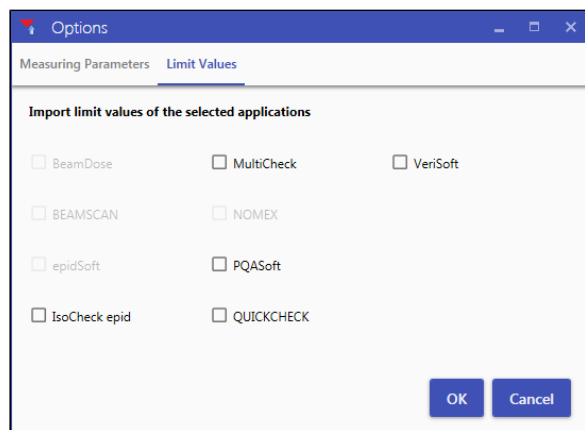 Options
Measuring Parameters Limit Values
Import limit values of the selected applications
BeamDose MultiCheck VeriSoft
BEAMSCAN NOMEX
epidSoft PQASoft
IsoCheck epid QUICKCHECK
OK Cancel